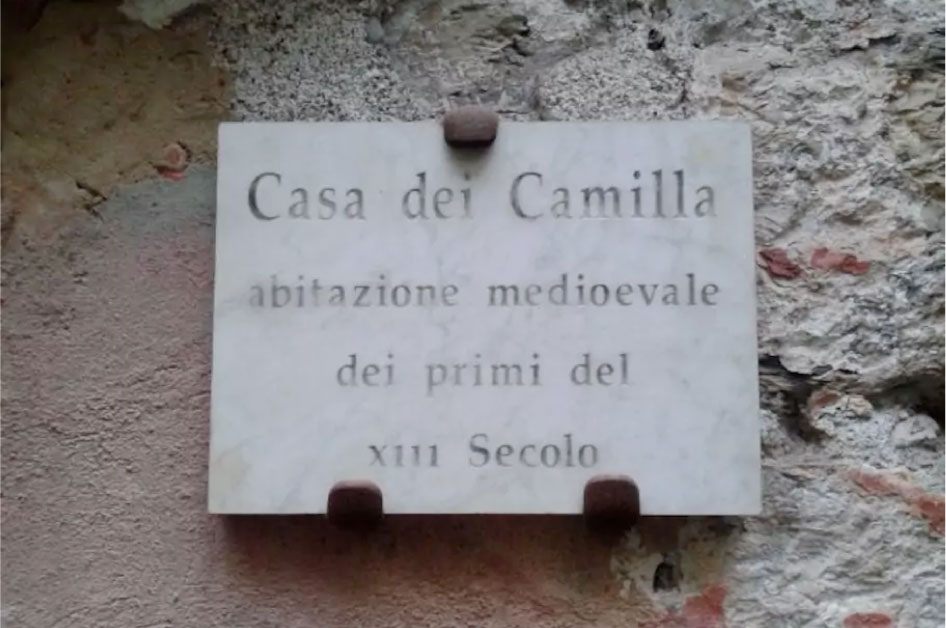 Casa dei Camilla
abitazione medioevale
dei primi del
XIII Secolo